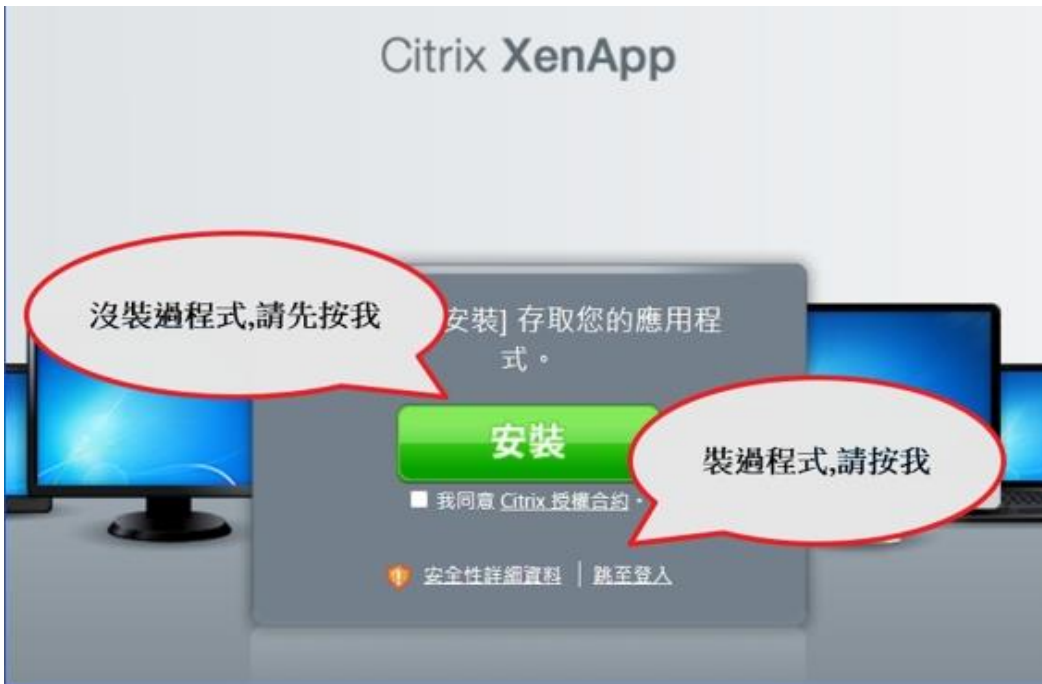 Citrix XenApp
沒裝過程式,請先按我
安裝] 存取您的應用程
式。
安裝
裝過程式,請按我
我同意 Citrix 授權合約。
安全性詳細資料 | 跳至登入